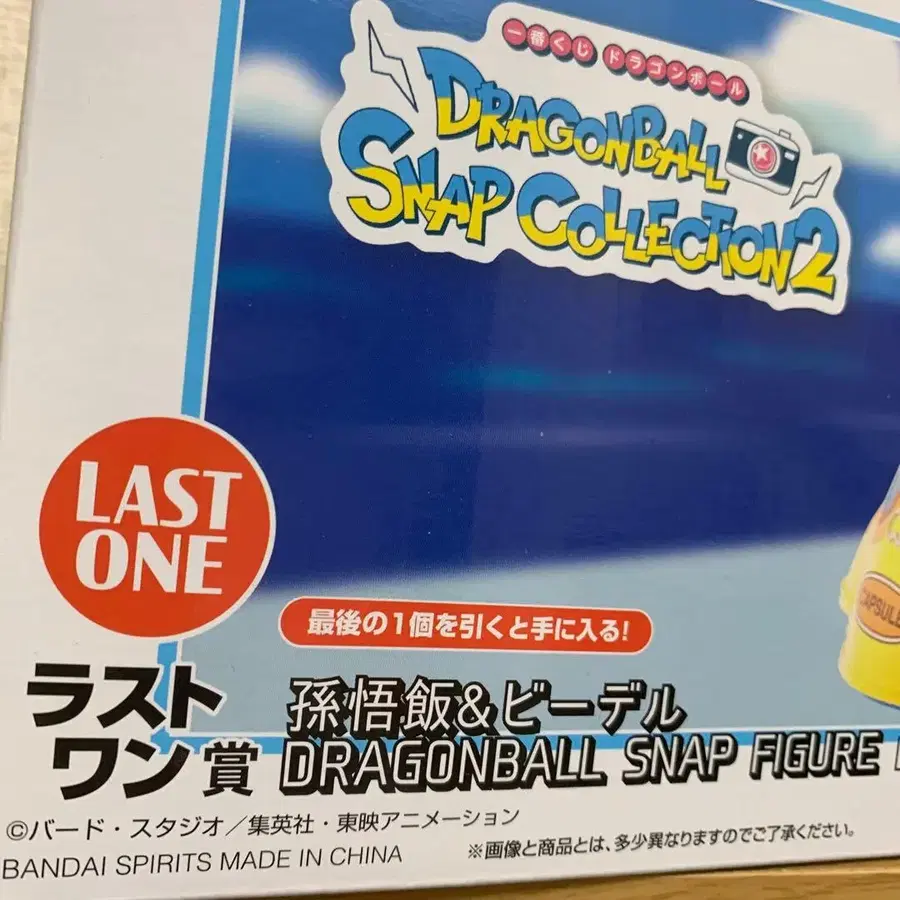 一番くじ ドラゴンボール
DRAGONBALL
SNAP COLLECTION2
LAST
ONE
CAPSULE
最後の1個を引くと手に入る!
ラスト
ワン賞
孫悟飯&ビーデル
DRAGONBALL SNAP FIGURE
©バード・スタジオ／集英社・東映アニメーション
BANDAI SPIRITS MADE IN CHINA
※画像と商品とは、多少異なりますのでご了承ください。